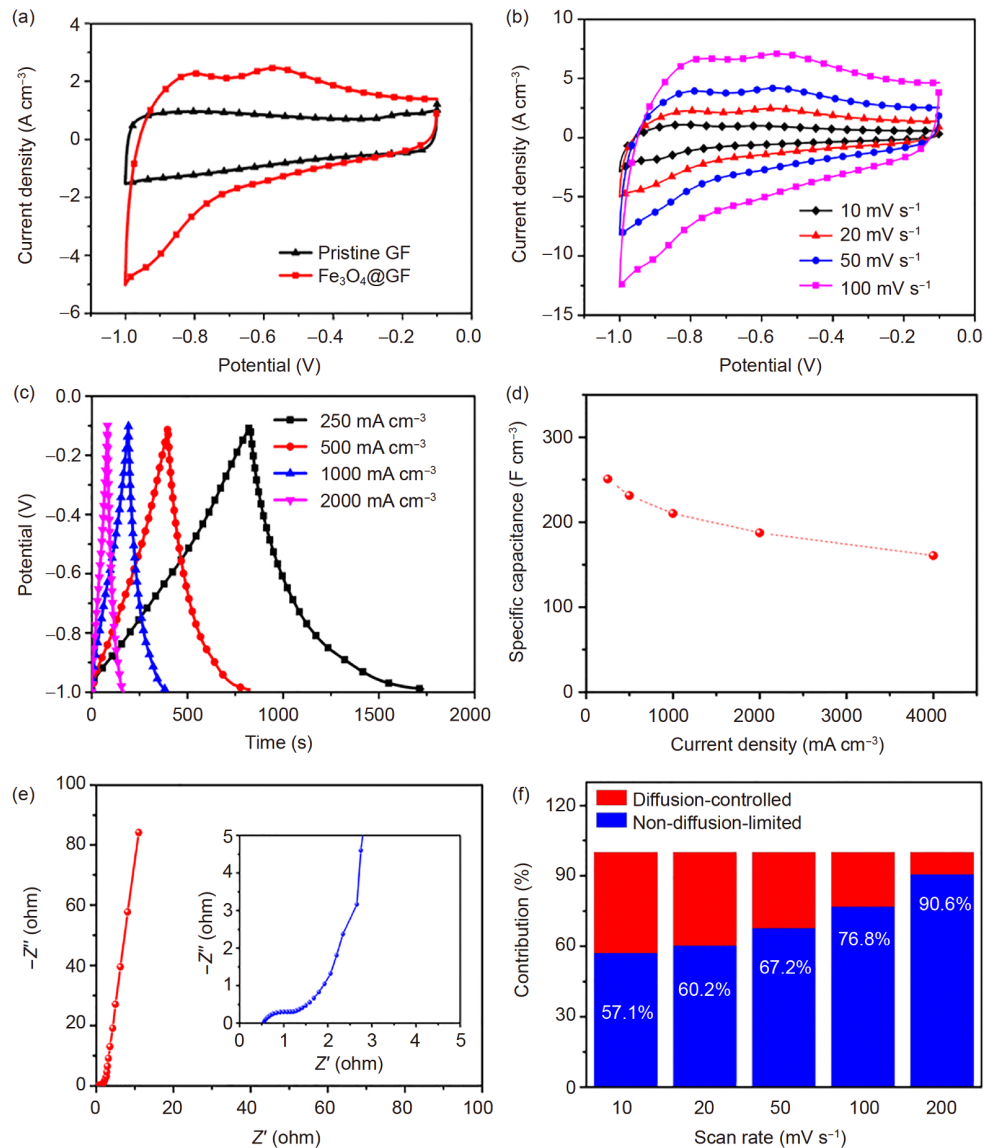 (a)
6
4
2
0
−2
−4
−6
Current density (A cm⁻³)
Pristine GF
Fe₃O₄@GF
−1.0
−0.8
−0.6
−0.4
−0.2
0.0
Potential (V)
(b)
15
10
5
0
−5
−10
−15
Current density (A cm⁻³)
10 mV s⁻¹
20 mV s⁻¹
50 mV s⁻¹
100 mV s⁻¹
−1.0
−0.8
−0.6
−0.4
−0.2
0.0
Potential (V)
(c)
0.0
−0.2
−0.4
−0.6
−0.8
−1.0
Potential (V)
250 mA cm⁻³
500 mA cm⁻³
1000 mA cm⁻³
2000 mA cm⁻³
0
500
1000
1500
2000
Time (s)
(d)
300
200
100
0
Specific capacitance (F cm⁻³)
0
1000
2000
3000
4000
Current density (mA cm⁻³)
(e)
100
80
60
40
20
0
−Z″ (ohm)
5
4
3
2
1
0
−Z″ (ohm)
0
1
2
3
4
5
Z′ (ohm)
0
20
40
60
80
100
Z′ (ohm)
(f)
120
90
60
30
0
Contribution (%)
Diffusion-controlled
Non-diffusion-limited
57.1%
60.2%
67.2%
76.8%
90.6%
10
20
50
100
200
Scan rate (mV s⁻¹)